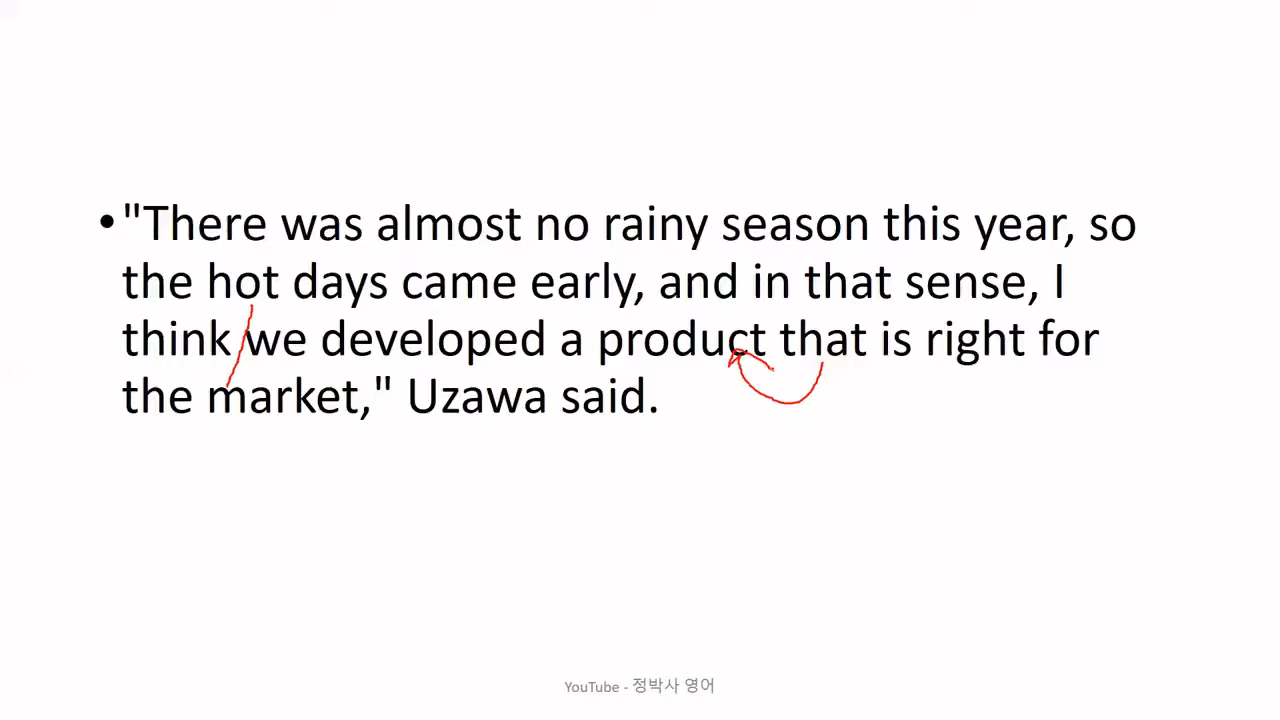 •"There was almost no rainy season this year, so
the hot days came early, and in that sense, I
think we developed a product that is right for
the market," Uzawa said.
YouTube - 정박사 영어